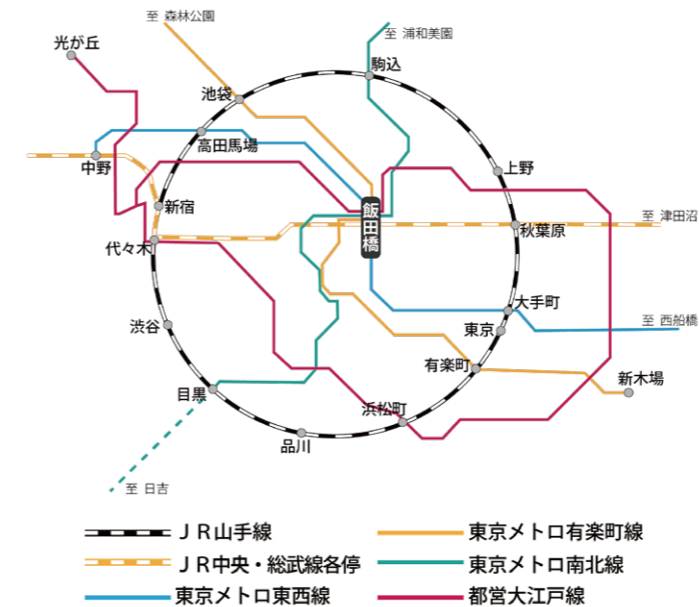 至 森林公園
至 浦和美園
光が丘
駒込
池袋
高田馬場
中野
上野
新宿
飯田橋
至 津田沼
秋葉原
代々木
大手町
至 西船橋
東京
渋谷
有楽町
新木場
目黒
浜松町
品川
至 日吉
JR山手線
東京メトロ有楽町線
JR中央・総武線各停
東京メトロ南北線
東京メトロ東西線
都営大江戸線